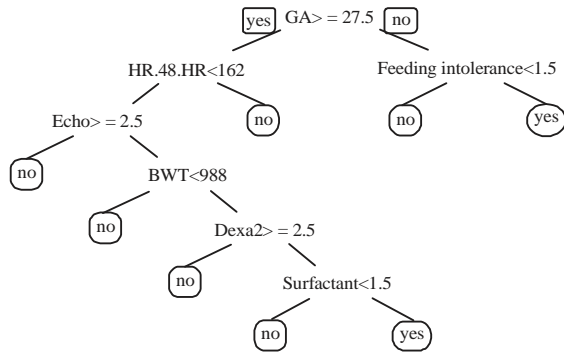 yes GA> = 27.5 no
HR.48.HR<162 Feeding intolerance<1.5
Echo> = 2.5 no no yes
no BWT<988
no Dexa2> = 2.5
no Surfactant<1.5
no yes